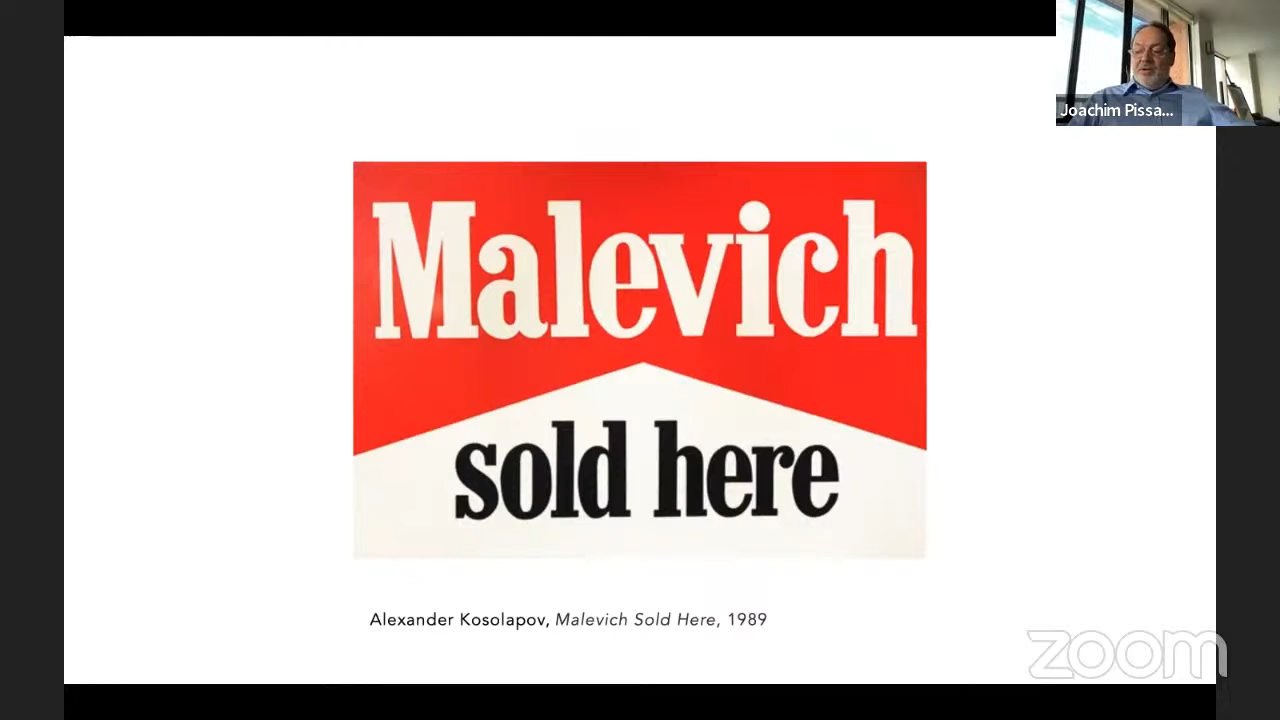 Joachim Pissa...
Malevich
sold here
Alexander Kosolapov, Malevich Sold Here, 1989
zoom